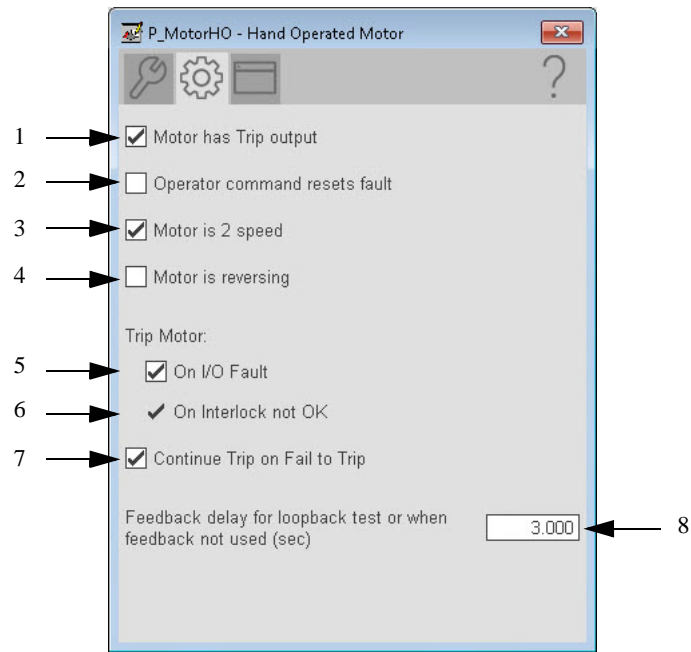 P_MotorHO - Hand Operated Motor
?
1 Motor has Trip output
2 Operator command resets fault
3 Motor is 2 speed
4 Motor is reversing
Trip Motor:
5 On I/O Fault
6 On Interlock not OK
7 Continue Trip on Fail to Trip
Feedback delay for loopback test or when
feedback not used (sec)
3.000 8